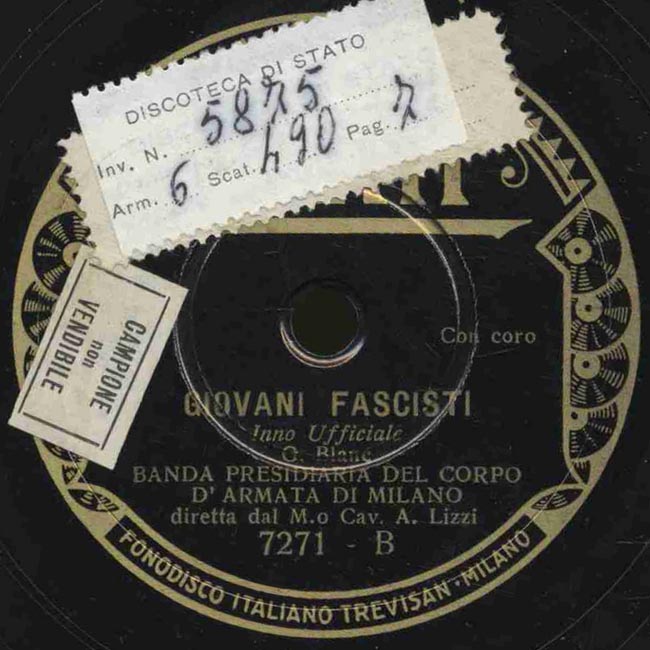 DISCOTECA DI STATO
Inv. N. 5875
Arm. 6 Scat. 490 Pag 7
CAMPIONE
non
VENDIBILE
Con coro
GIOVANI FASCISTI
Inno Ufficiale
G. Blanc
BANDA PRESIDIARIA DEL CORPO
D'ARMATA DI MILANO
diretta dal M.o Cav. A. Lizzi
7271 - B
FONODISCO ITALIANO TREVISAN - MILANO